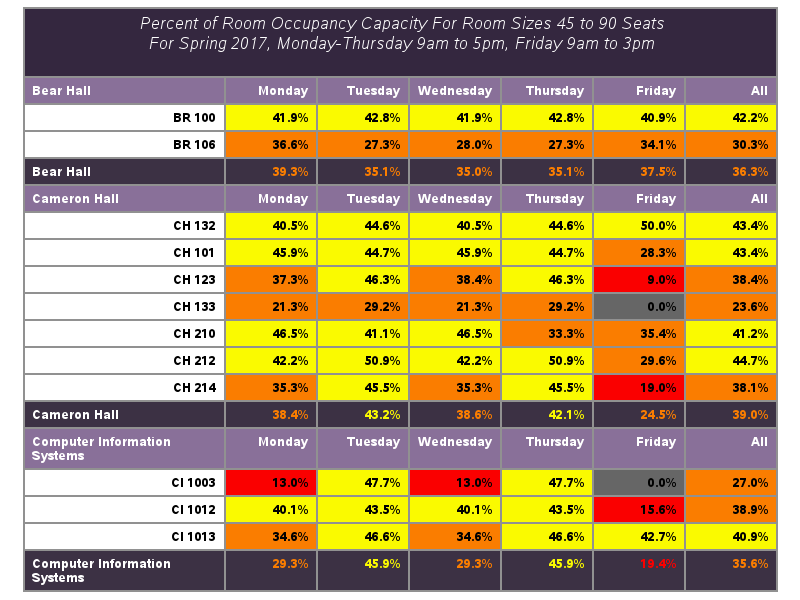 Percent of Room Occupancy Capacity For Room Sizes 45 to 90 Seats
For Spring 2017, Monday-Thursday 9am to 5pm, Friday 9am to 3pm
Bear Hall Monday Tuesday Wednesday Thursday Friday All
BR 100 41.9% 42.8% 41.9% 42.8% 40.9% 42.2%
BR 106 36.6% 27.3% 28.0% 27.3% 34.1% 30.3%
Bear Hall 39.3% 35.1% 35.0% 35.1% 37.5% 36.3%
Cameron Hall Monday Tuesday Wednesday Thursday Friday All
CH 132 40.5% 44.6% 40.5% 44.6% 50.0% 43.4%
CH 101 45.9% 44.7% 45.9% 44.7% 28.3% 43.4%
CH 123 37.3% 46.3% 38.4% 46.3% 9.0% 38.4%
CH 133 21.3% 29.2% 21.3% 29.2% 0.0% 23.6%
CH 210 46.5% 41.1% 46.5% 33.3% 35.4% 41.2%
CH 212 42.2% 50.9% 42.2% 50.9% 29.6% 44.7%
CH 214 35.3% 45.5% 35.3% 45.5% 19.0% 38.1%
Cameron Hall 38.4% 43.2% 38.6% 42.1% 24.5% 39.0%
Computer Information Monday Tuesday Wednesday Thursday Friday All
Systems
CI 1003 13.0% 47.7% 13.0% 47.7% 0.0% 27.0%
CI 1012 40.1% 43.5% 40.1% 43.5% 15.6% 38.9%
CI 1013 34.6% 46.6% 34.6% 46.6% 42.7% 40.9%
Computer Information 29.3% 45.9% 29.3% 45.9% 19.4% 35.6%
Systems